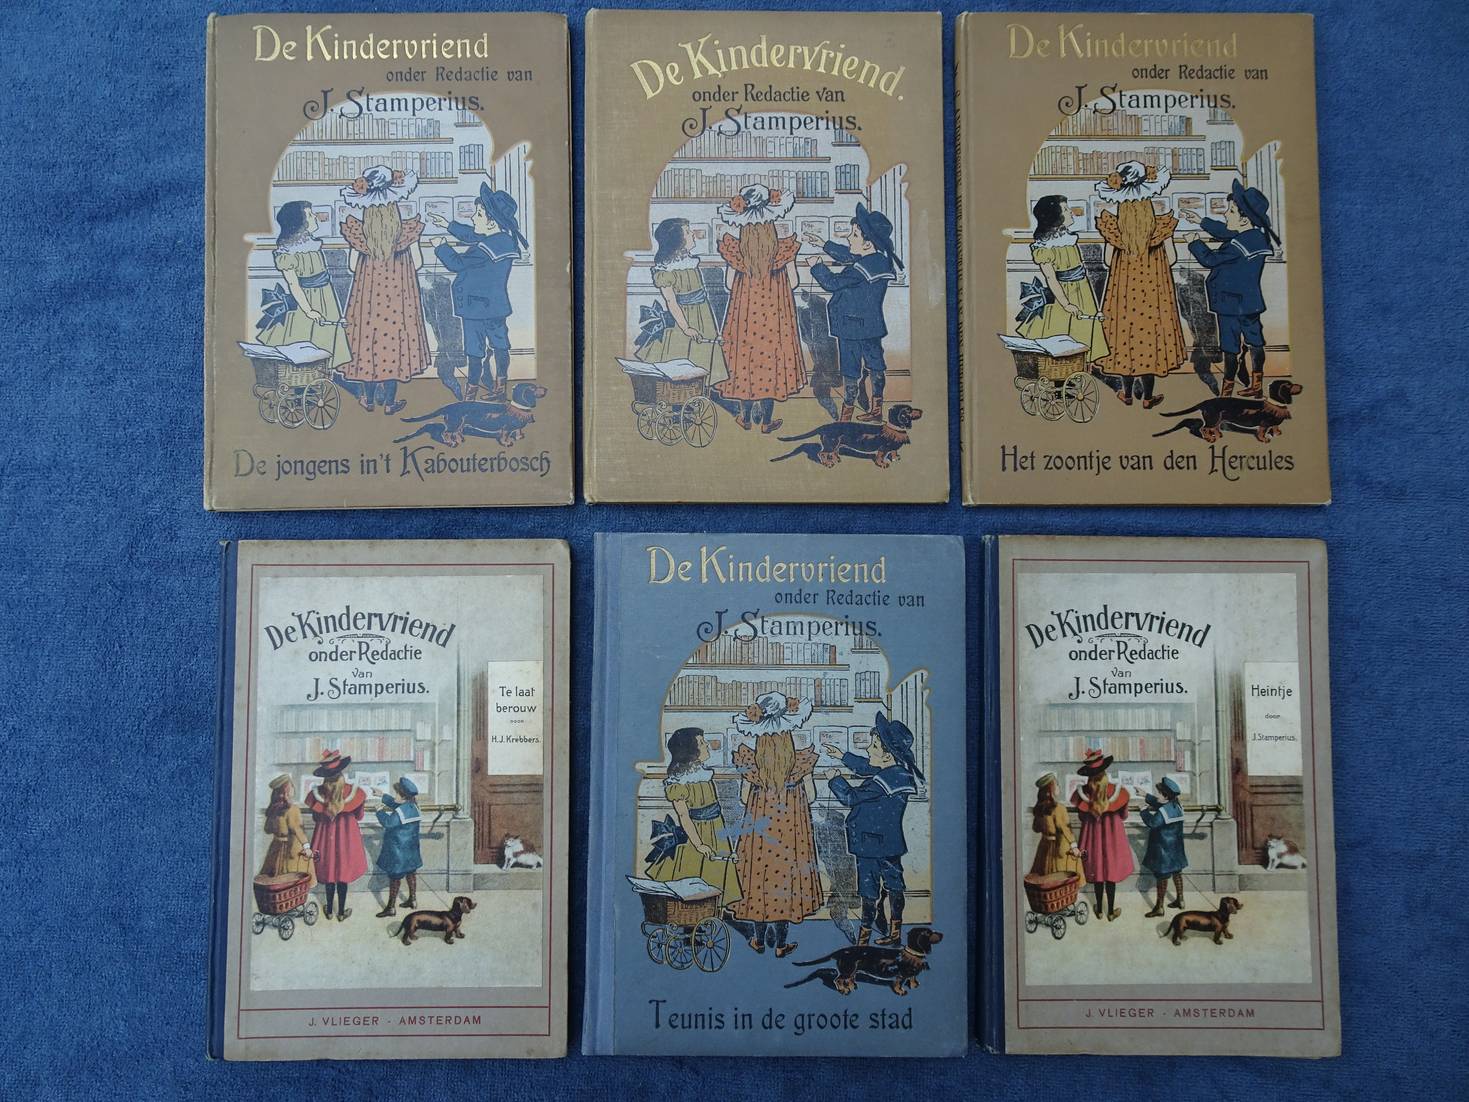 De Kindervriend
onder Redactie van
J. Stamperius.
De jongens in't Kabouterbosch
De Kindervriend.
onder Redactie van
J. Stamperius.
De Kindervriend
onder Redactie van
J. Stamperius.
Het zoontje van den Hercules
De Kindervriend
onder Redactie
van
J. Stamperius.
Te laat
berouw
door
H.J. Krebbers.
J. VLIEGER - AMSTERDAM
De Kindervriend
onder Redactie van
J. Stamperius.
Teunis in de groote stad
De Kindervriend
onder Redactie
van
J. Stamperius.
Heintje
door
J. Stamperius.
J. VLIEGER - AMSTERDAM